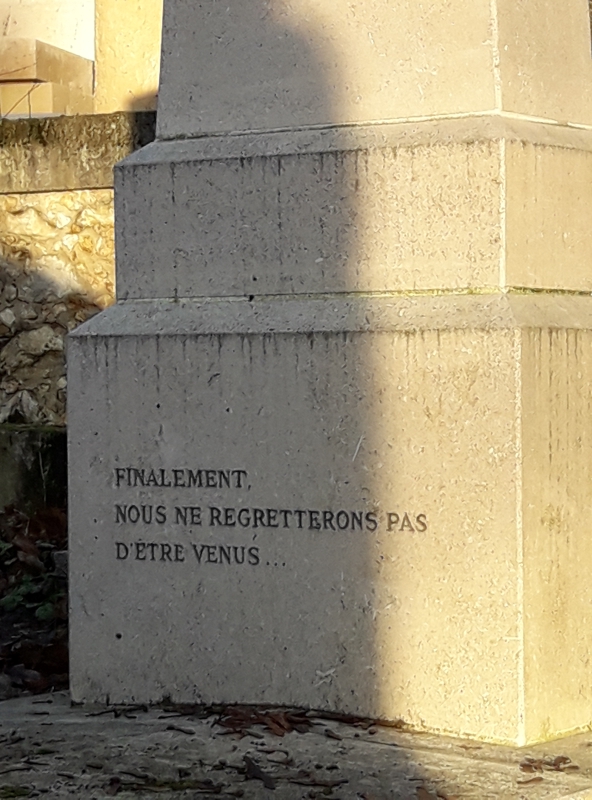 FINALEMENT,
NOUS NE REGRETTERONS PAS
D'ÊTRE VENUS...